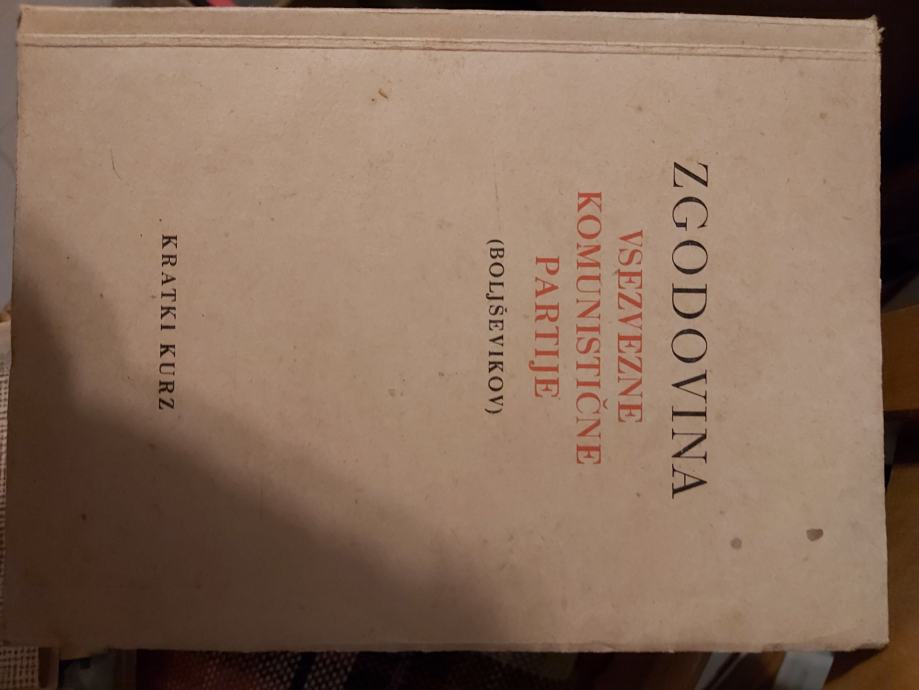 ZGODOVINA
VSEZVEZNE
KOMUNISTIČNE
PARTIJE
(BOLJŠEVIKOV)
KRATKI KURZ